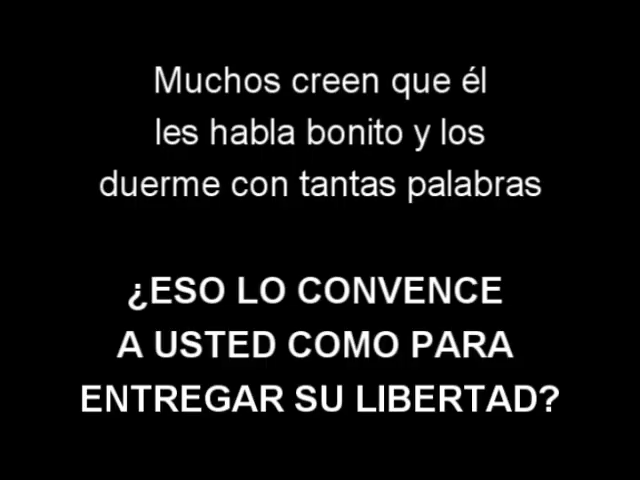 Muchos creen que él
les habla bonito y los
duerme con tantas palabras
¿ESO LO CONVENCE
A USTED COMO PARA
ENTREGAR SU LIBERTAD?